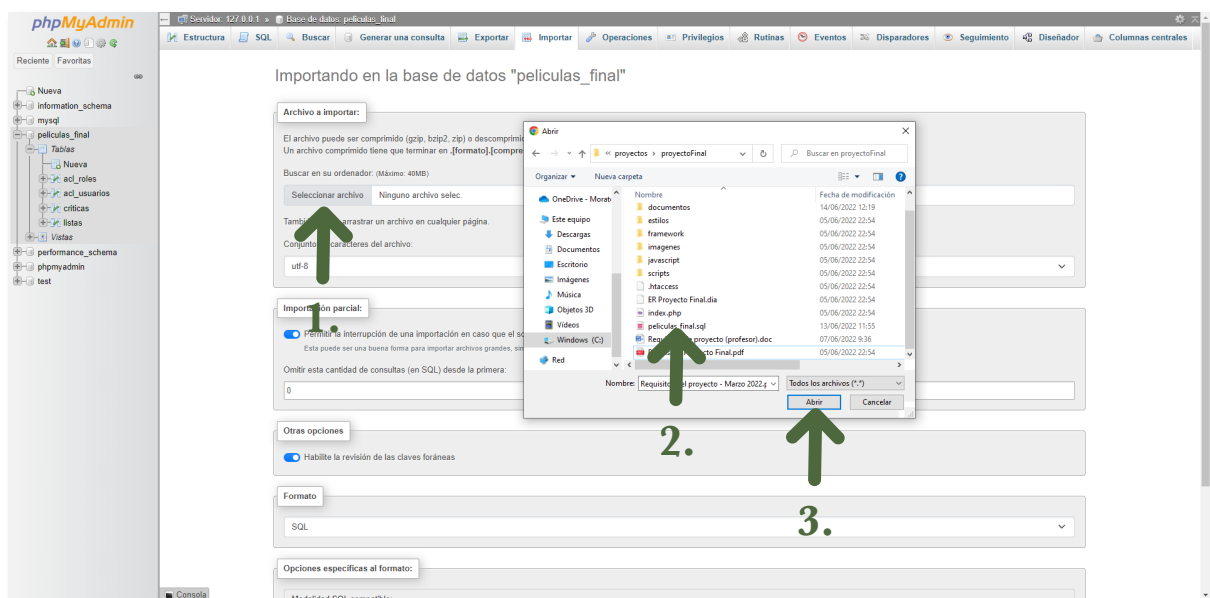 phpMyAdmin
Reciente Favoritas
Nueva
information_schema
mysql
peliculas_final
Tablas
Nueva
acl_roles
acl_usuarios
criticas
listas
Vistas
performance_schema
phpmyadmin
test
Servidor: 127.0.0.1 » Base de datos: peliculas_final
Estructura SQL Buscar Generar una consulta Exportar Importar Operaciones Privilegios Rutinas Eventos Disparadores Seguimiento Diseñador Columnas centrales
Importando en la base de datos "peliculas_final"
Archivo a importar:
El archivo puede ser comprimido (gzip, bzip2, zip) o descomprimi
Un archivo comprimido tiene que terminar en .[formato].[compre
Buscar en su ordenador: (Máximo: 40MB)
Seleccionar archivo Ninguno archivo selec.
arrastrar un archivo en cualquier página.
Conjunto caracteres del archivo:
utf-8
1.
Importación parcial:
Permitir la interrupción de una importación en caso que el sc
Esta puede ser una buena forma para importar archivos grandes, sin
Omitir esta cantidad de consultas (en SQL) desde la primera:
0
Otras opciones
Habilite la revisión de las claves foráneas
Formato
SQL
Opciones específicas al formato:
Consola
Abrir
« proyectos › proyectoFinal
Buscar en proyectoFinal
Organizar Nueva carpeta
OneDrive - Morat
Este equipo
Descargas
Documentos
Escritorio
Imágenes
Música
Objetos 3D
Vídeos
Windows (C:)
Red
Nombre Fecha de modificación
documentos 14/06/2022 12:19
estilos 05/06/2022 22:54
framework 05/06/2022 22:54
imagenes 05/06/2022 22:54
javascript 05/06/2022 22:54
scripts 05/06/2022 22:54
.htaccess 05/06/2022 22:54
ER Proyecto Final.dia 05/06/2022 22:54
index.php 05/06/2022 22:54
peliculas_final.sql 13/06/2022 11:55
proyecto (profesor).doc 07/06/2022 9:36
Final.pdf 05/06/2022 22:54
Nombre: proyecto - Marzo 2022.p Todos los archivos (*.*)
Abrir Cancelar
2.
3.